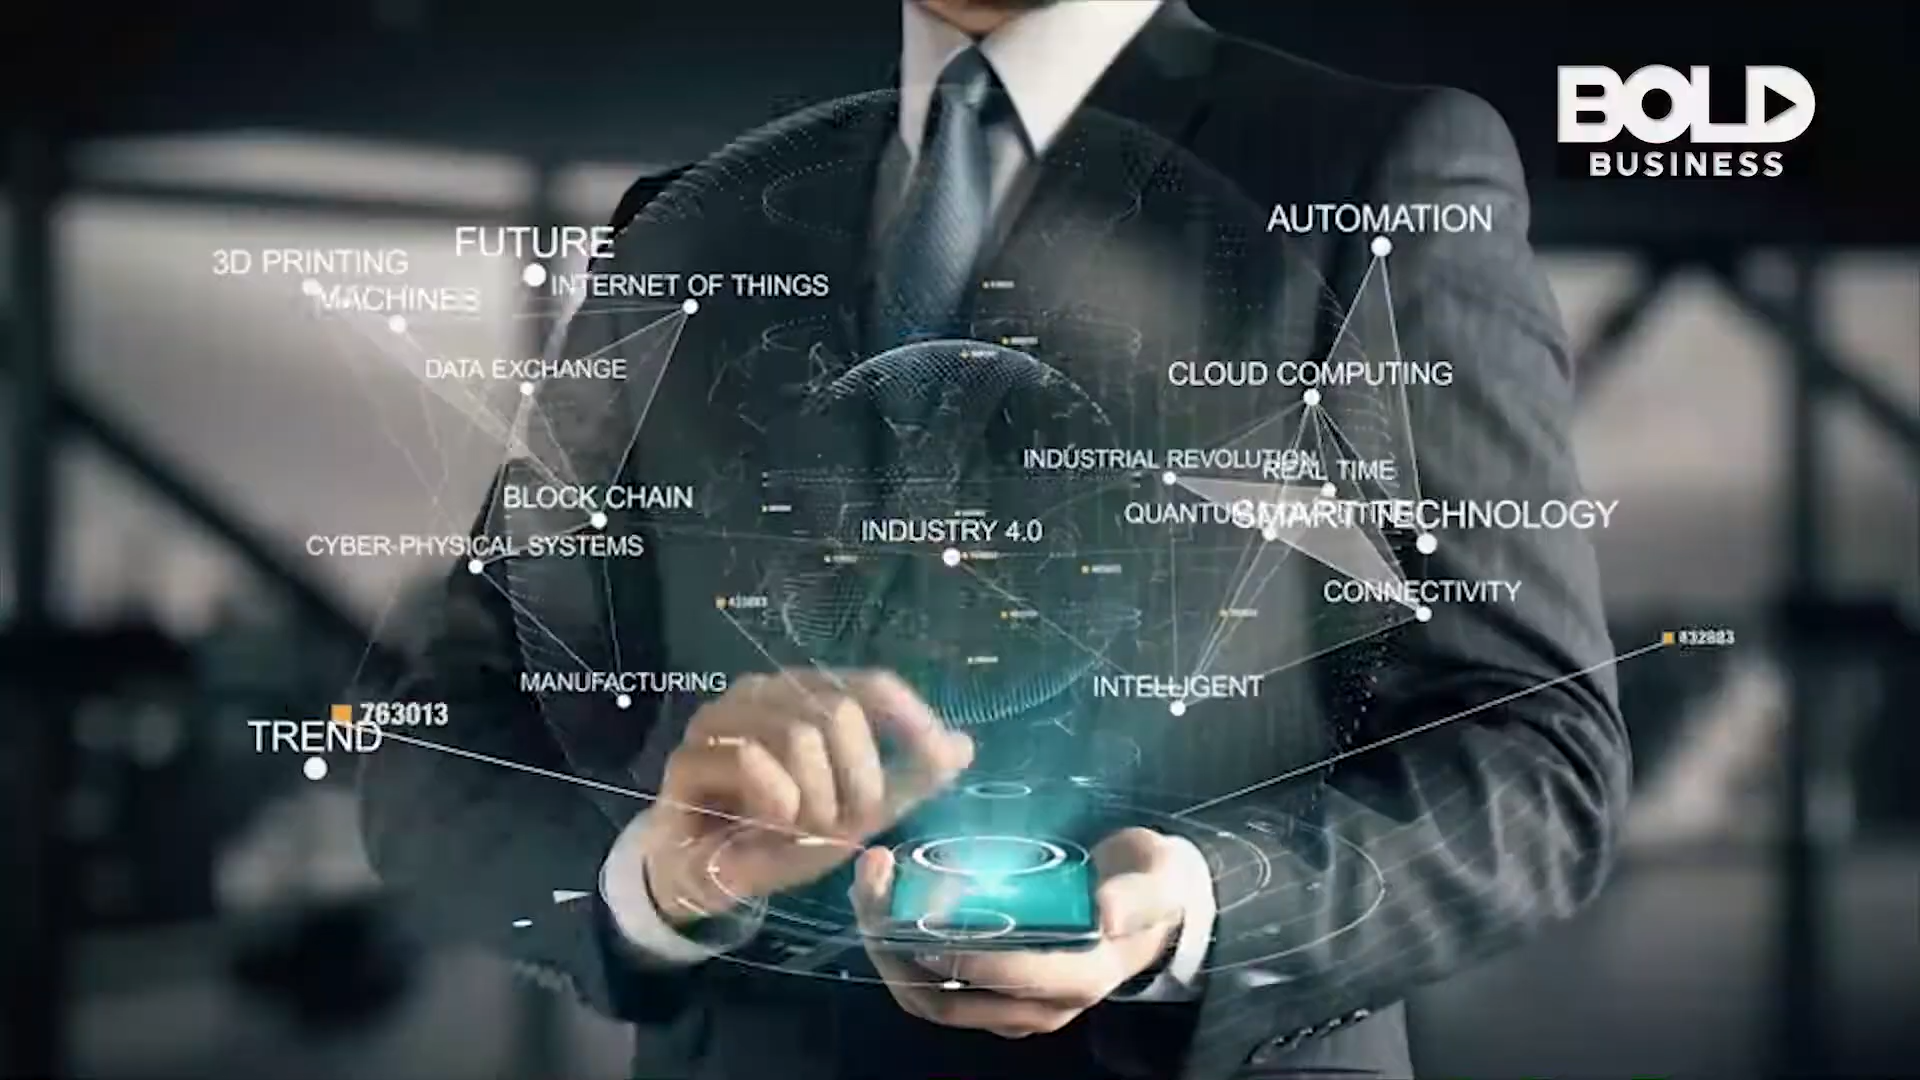 BOLD
BUSINESS
AUTOMATION
FUTURE
3D PRINTING
INTERNET OF THINGS
MACHINES
DATA EXCHANGE
CLOUD COMPUTING
INDUSTRIAL REVOLUTION
REAL TIME
BLOCK CHAIN
QUANTUM
SMART TECHNOLOGY
INDUSTRY 4.0
CYBER-PHYSICAL SYSTEMS
CONNECTIVITY
MANUFACTURING
INTELLIGENT
763013
TREND